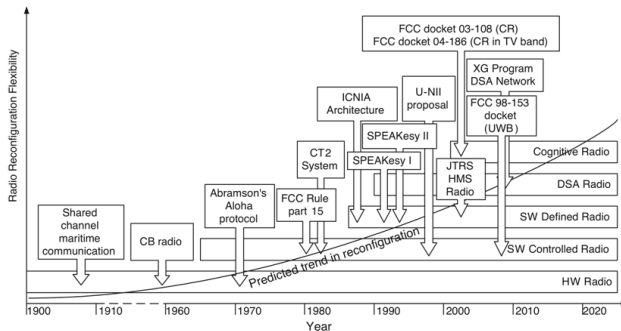 FCC docket 03-108 (CR)
FCC docket 04-186 (CR in TV band)
XG Program
DSA Network
U-NII
proposal
ICNIA
Architecture
FCC 98-153
docket
(UWB)
SPEAKesy II
CT2
System
SPEAKesy I
Cognitive Radio
JTRS
HMS
Radio
DSA Radio
Abramson's
Aloha
protocol
FCC Rule
part 15
Shared
channel
maritime
communication
CB radio
SW Defined Radio
SW Controlled Radio
Predicted trend in reconfiguration
HW Radio
Radio Reconfiguration Flexibility
1900 1910 1960 1970 1980 1990 2000 2010 2020
Year